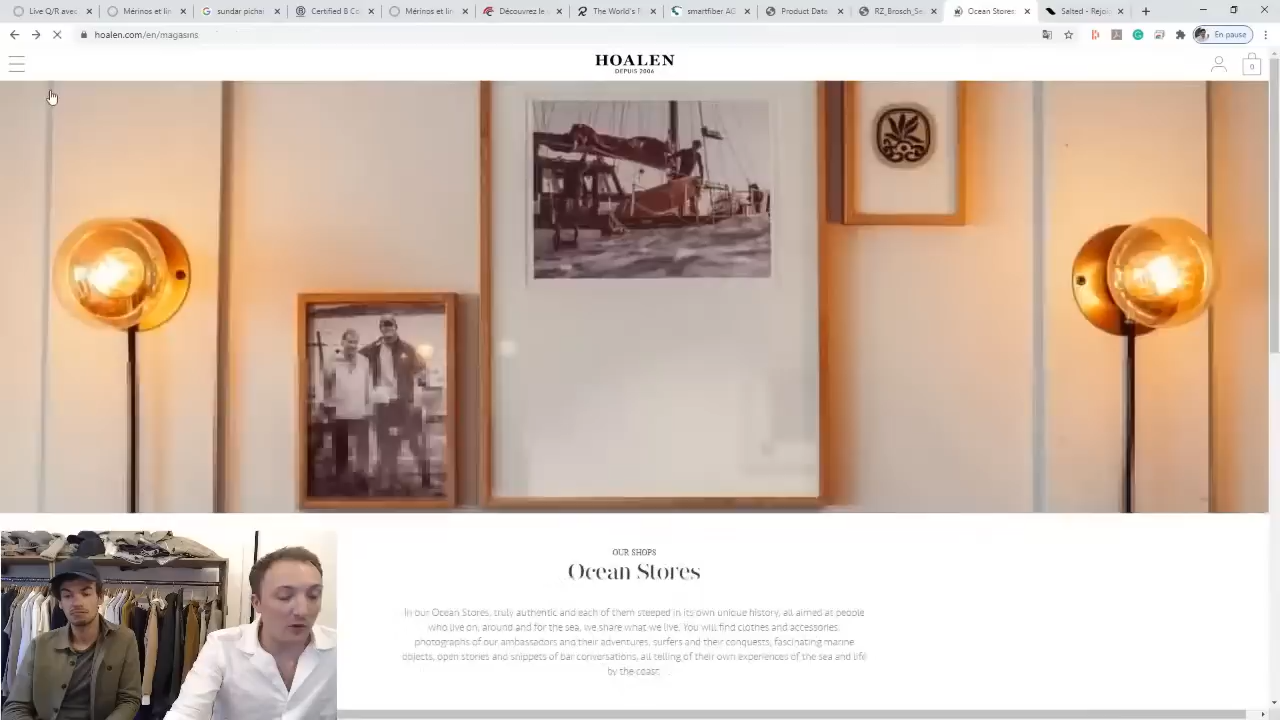 Live Q/R avec
Mérinos et lin
sundar pichai
Certified B Co
Mérinos et lin
Découvrez le
The World's
smartfiber AG
Product Data
RZ_Brosch_Se
Ocean Stores
Salted - Rejoi
hoalen.com/en/magasins
En pause
HOALEN
DEPUIS 2006
0
OUR SHOPS
Ocean Stores
In our Ocean Stores, truly authentic and each of them steeped in its own unique history, all aimed at people
who live on, around and for the sea, we share what we live. You will find clothes and accessories,
photographs of our ambassadors and their adventures, surfers and their conquests, fascinating marine
objects, open stories and snippets of bar conversations, all telling of their own experiences of the sea and life
by the coast